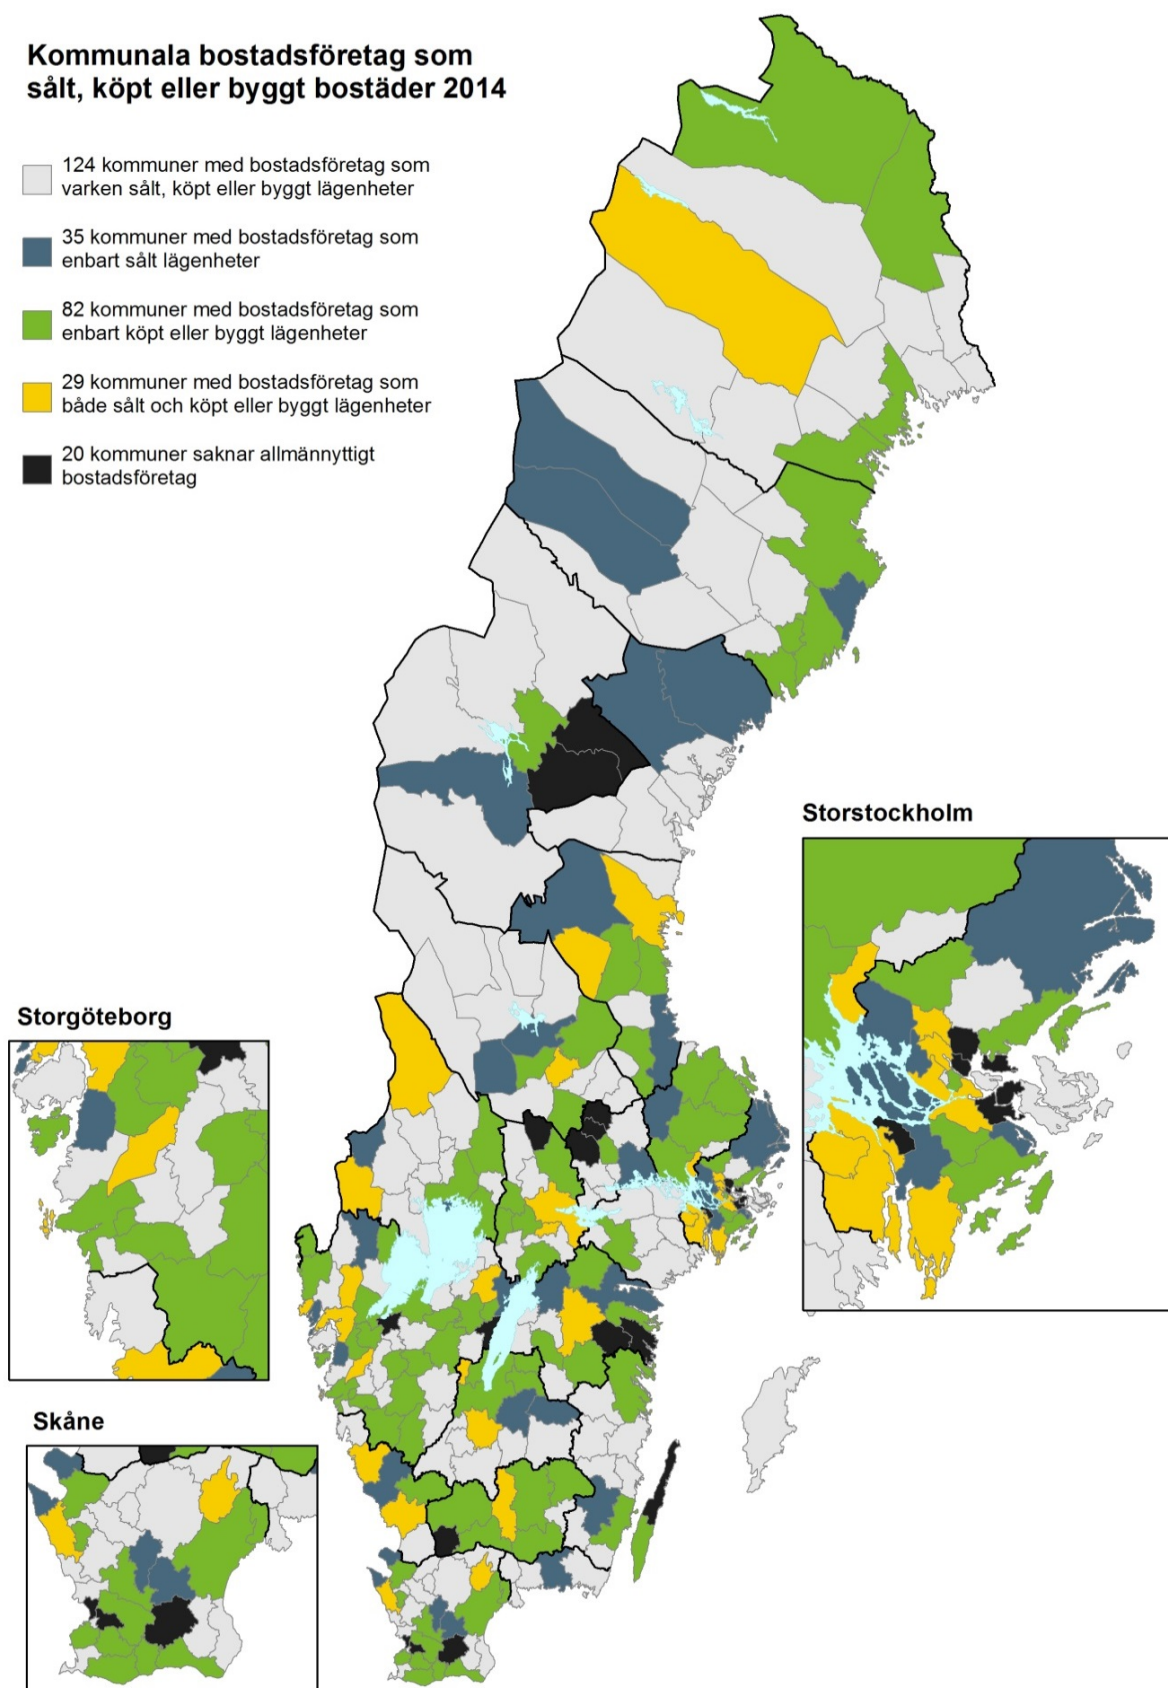 Kommunala bostadsföretag som
sålt, köpt eller byggt bostäder 2014
124 kommuner med bostadsföretag som
varken sålt, köpt eller byggt lägenheter
35 kommuner med bostadsföretag som
enbart sålt lägenheter
82 kommuner med bostadsföretag som
enbart köpt eller byggt lägenheter
29 kommuner med bostadsföretag som
både sålt och köpt eller byggt lägenheter
20 kommuner saknar allmännyttigt
bostadsföretag
Storstockholm
Storgöteborg
Skåne